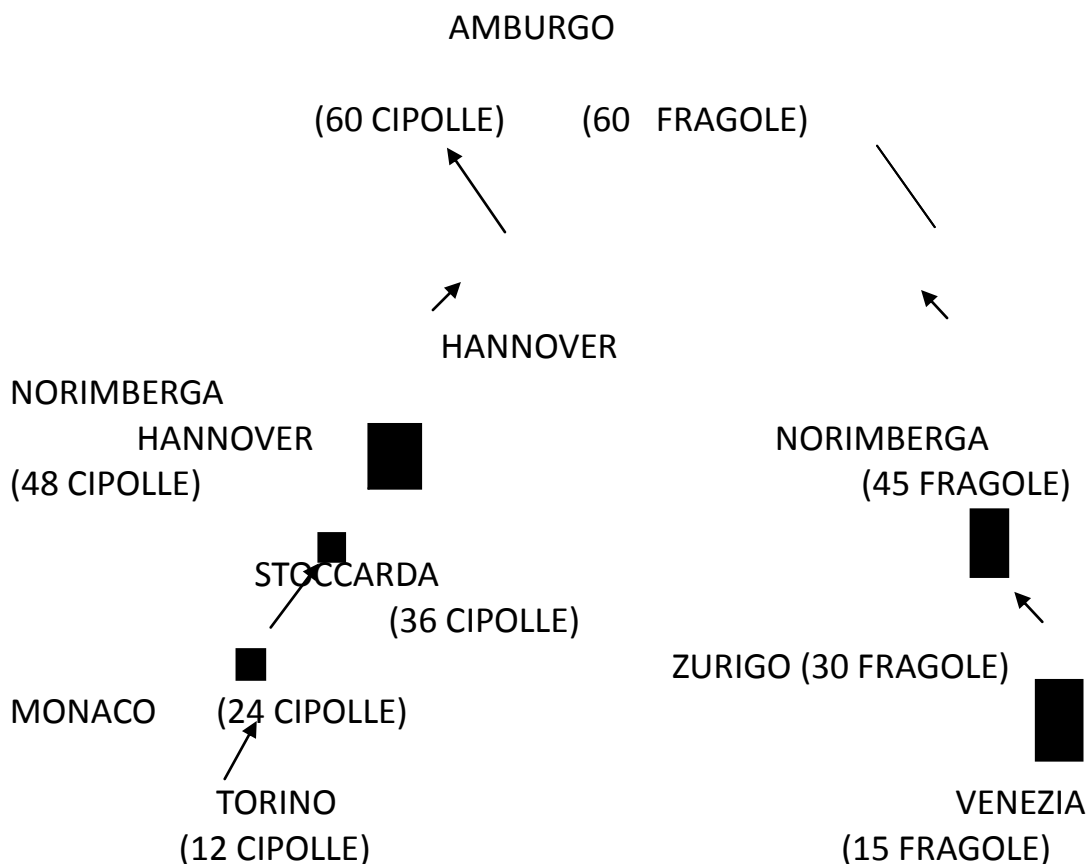 AMBURGO
(60 CIPOLLE) (60 FRAGOLE)
HANNOVER
NORIMBERGA
HANNOVER NORIMBERGA
(48 CIPOLLE) (45 FRAGOLE)
STOCCARDA
(36 CIPOLLE)
ZURIGO (30 FRAGOLE)
MONACO (24 CIPOLLE)
TORINO VENEZIA
(12 CIPOLLE) (15 FRAGOLE)